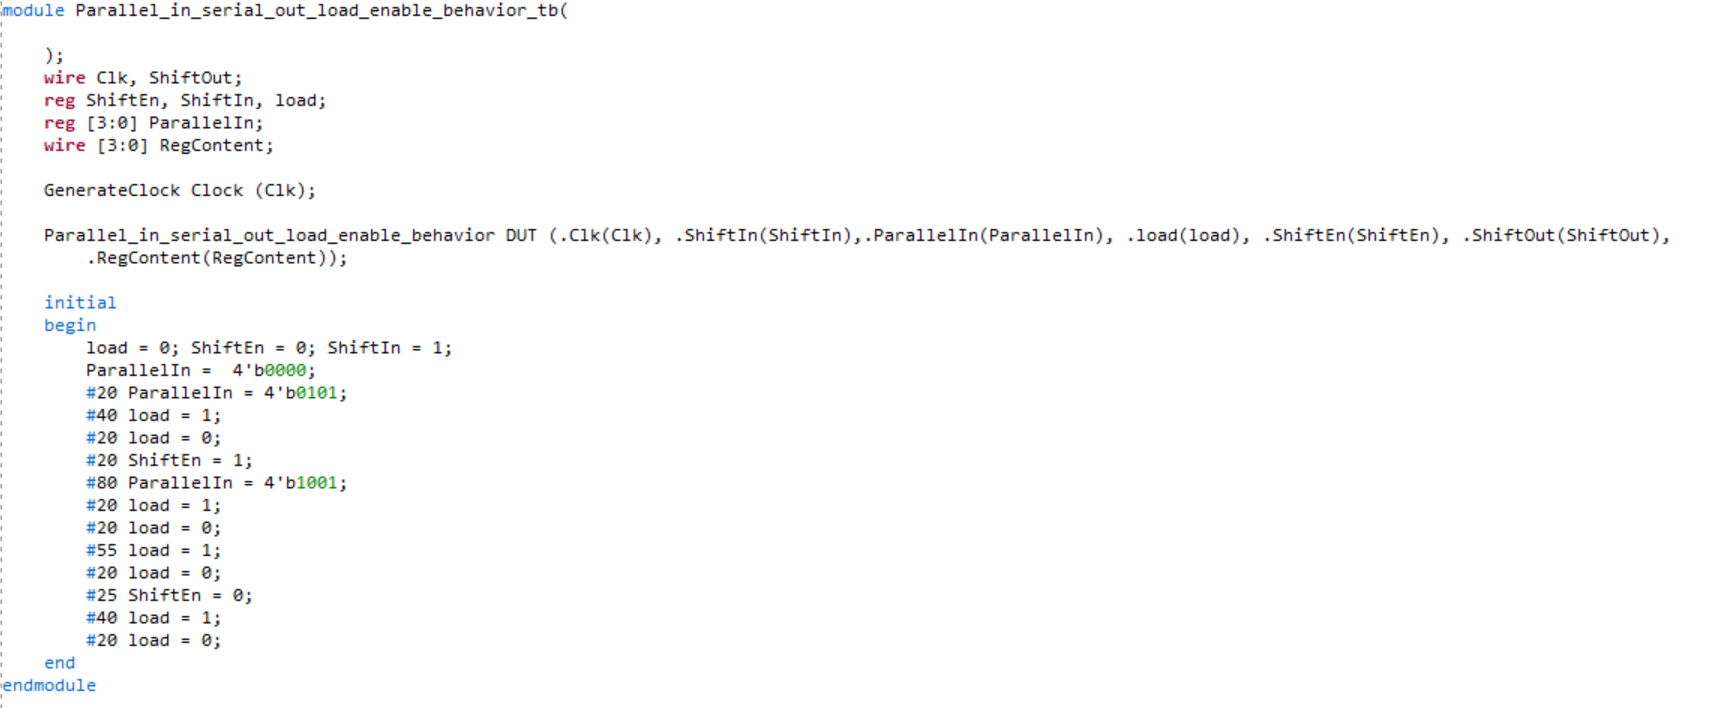 module Parallel_in_serial_out_load_enable_behavior_tb(
);
wire Clk, ShiftOut;
reg ShiftEn, ShiftIn, load;
reg [3:0] ParallelIn;
wire [3:0] RegContent;
GenerateClock Clock (Clk);
Parallel_in_serial_out_load_enable_behavior DUT (.Clk(Clk), .ShiftIn(ShiftIn),.ParallelIn(ParallelIn), .load(load), .ShiftEn(ShiftEn), .ShiftOut(ShiftOut),
.RegContent(RegContent));
initial
begin
load = 0; ShiftEn = 0; ShiftIn = 1;
ParallelIn =  4'b0000;
#20 ParallelIn = 4'b0101;
#40 load = 1;
#20 load = 0;
#20 ShiftEn = 1;
#80 ParallelIn = 4'b1001;
#20 load = 1;
#20 load = 0;
#55 load = 1;
#20 load = 0;
#25 ShiftEn = 0;
#40 load = 1;
#20 load = 0;
end
endmodule